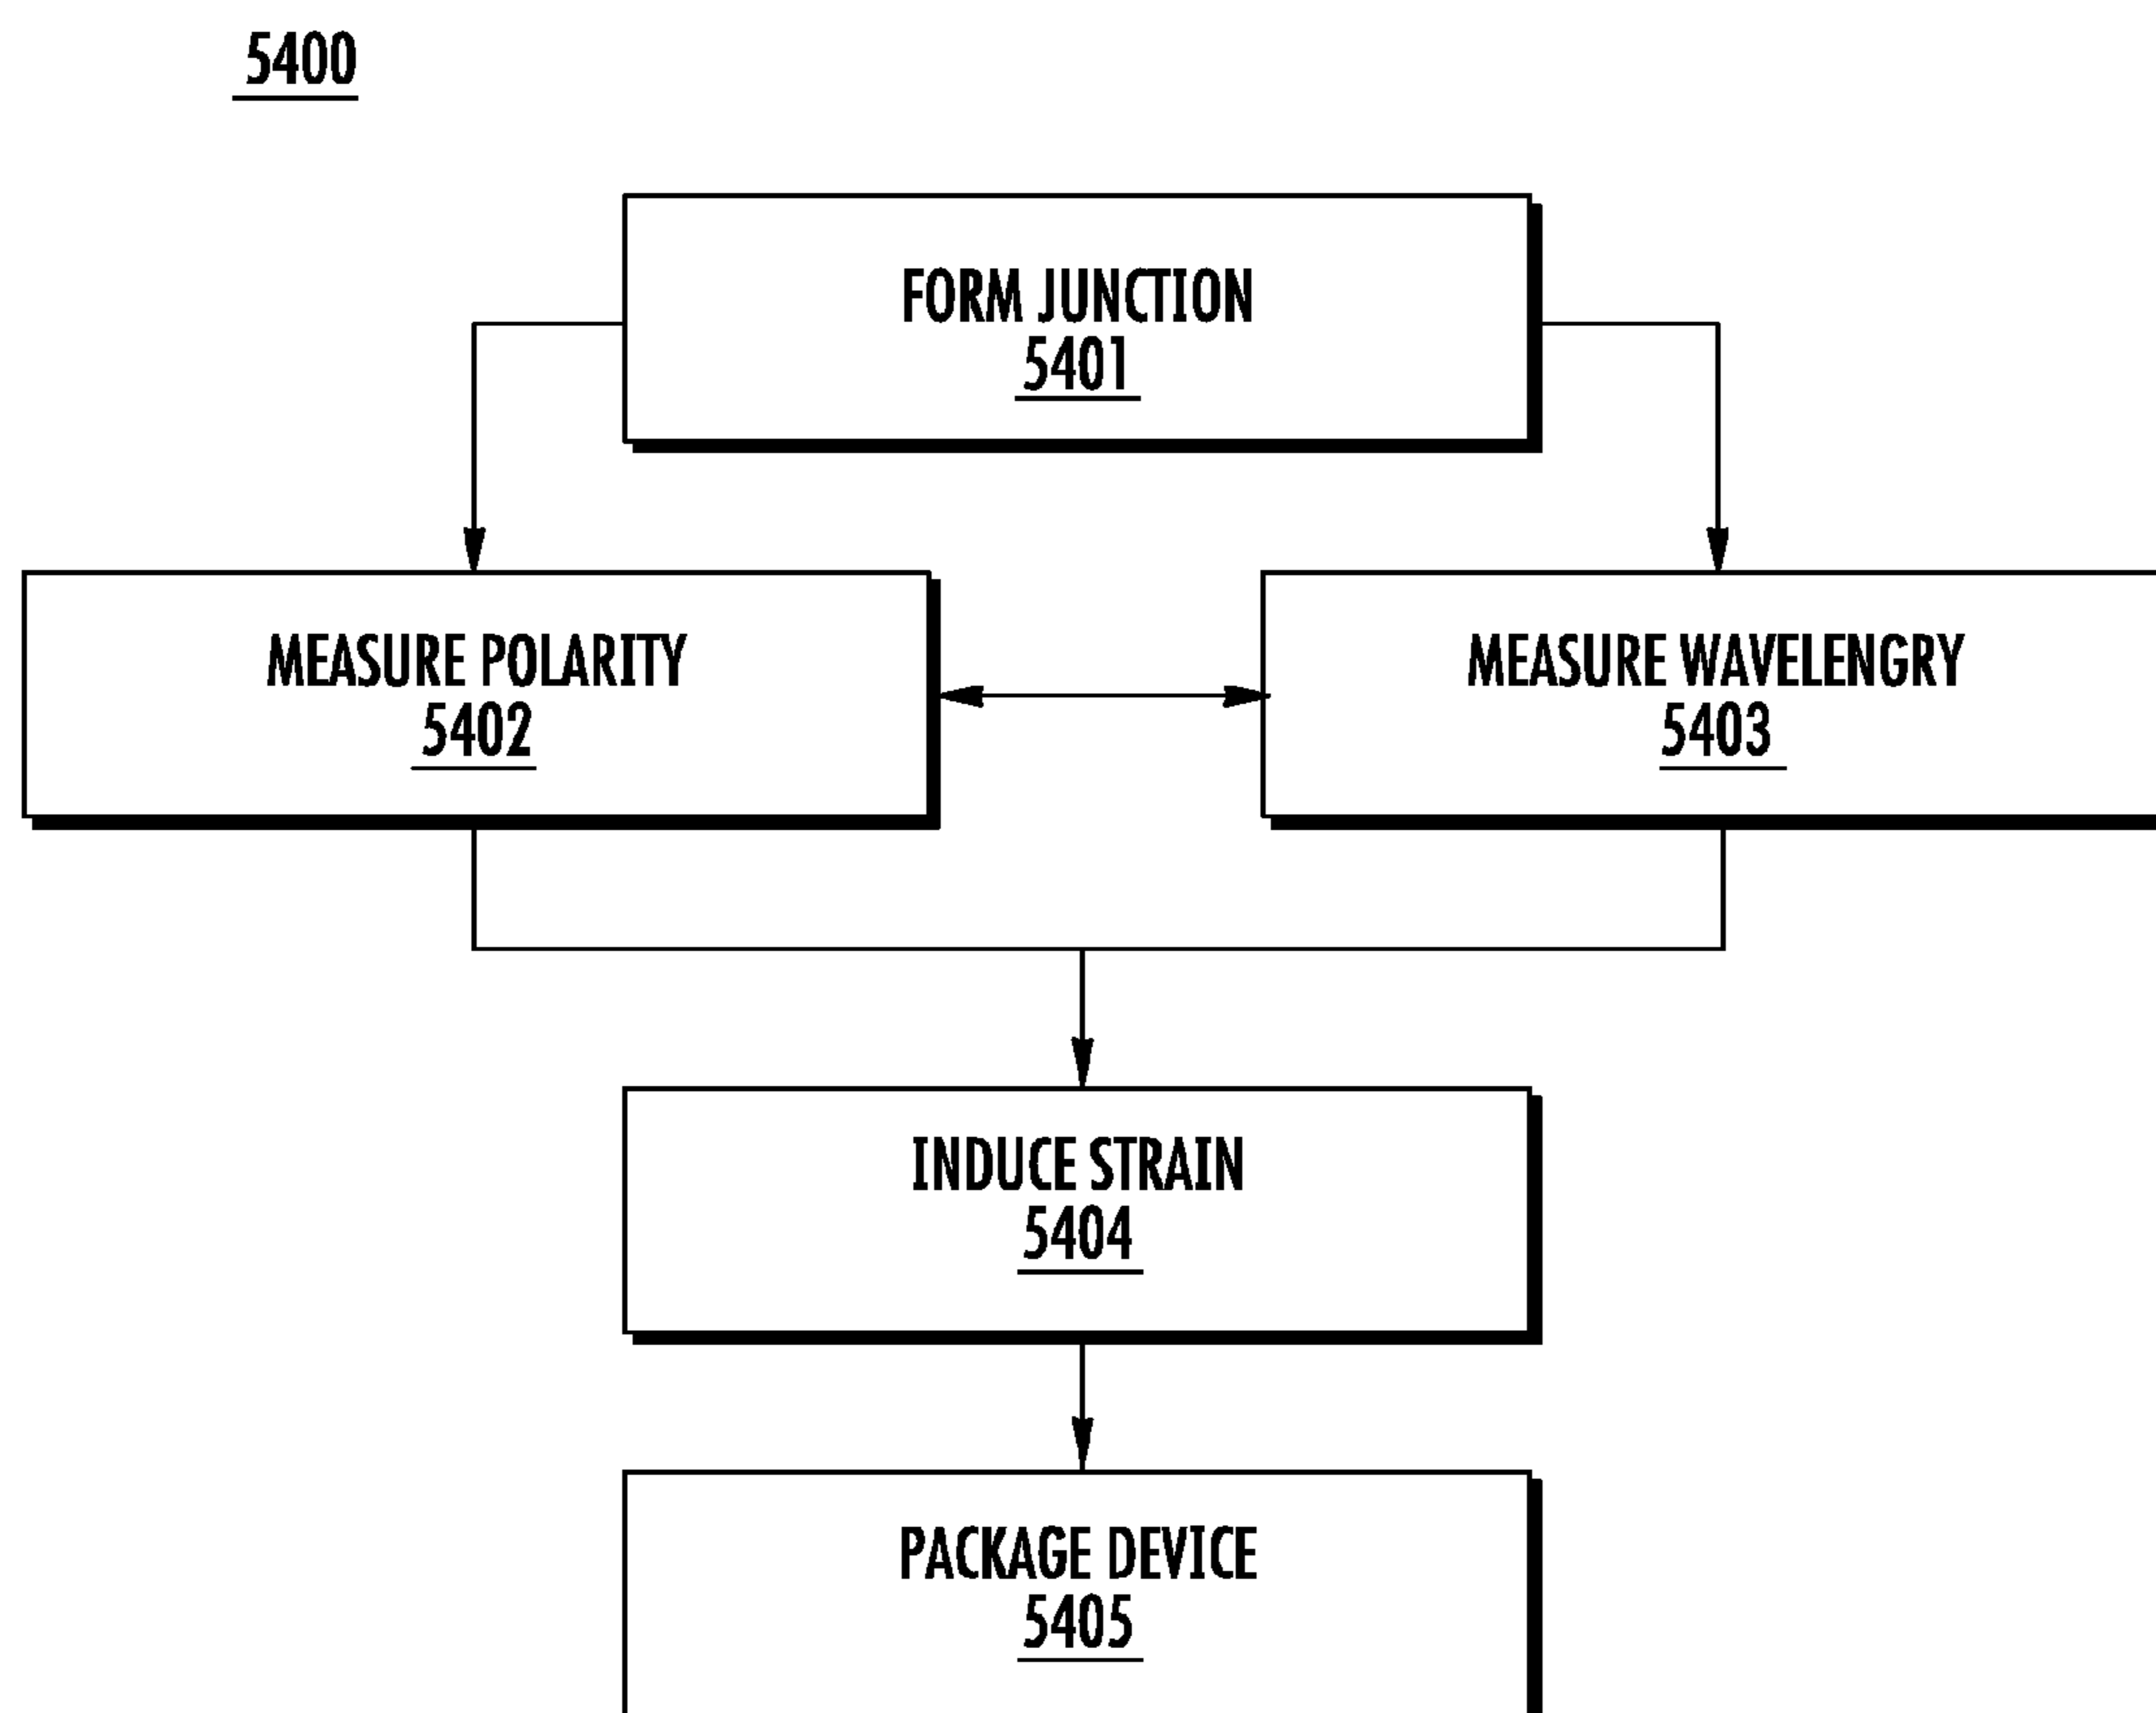 5400
FORM JUNCTION
5401
MEASURE POLARITY
5402
MEASURE WAVELENGRY
5403
INDUCE STRAIN
5404
PACKAGE DEVICE
5405